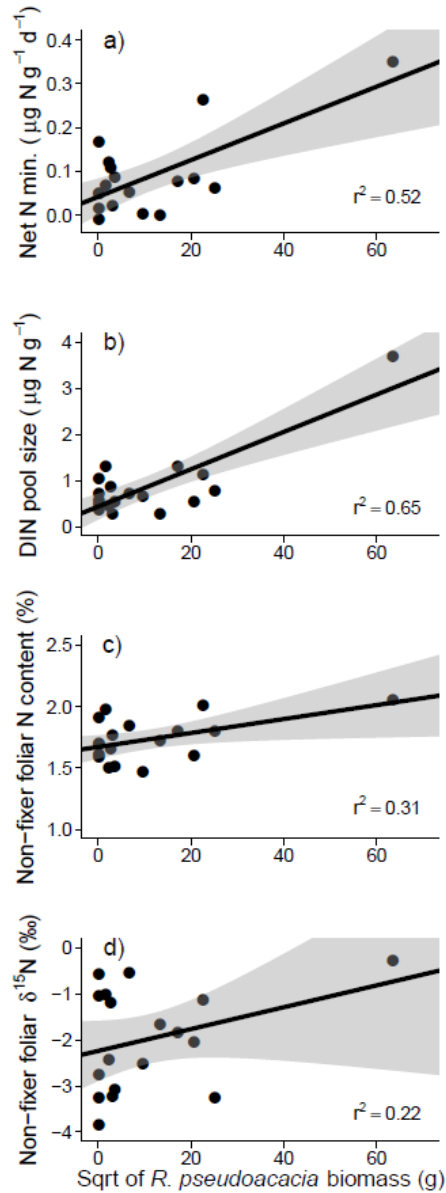 a)
Net N min. ( μg N g⁻¹ d⁻¹)
0.4
0.3
0.2
0.1
0.0
0 20 40 60
r² = 0.52
b)
DIN pool size ( μg N g⁻¹)
4
3
2
1
0
0 20 40 60
r² = 0.65
c)
Non-fixer foliar N content (%)
2.5
2.0
1.5
1.0
0 20 40 60
r² = 0.31
d)
Non-fixer foliar δ¹⁵N (‰)
0
−1
−2
−3
−4
0 20 40 60
r² = 0.22
Sqrt of R. pseudoacacia biomass (g)